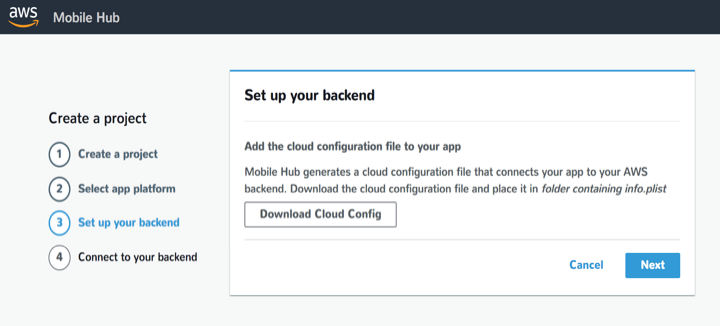 aws Mobile Hub
Create a project
1 Create a project
2 Select app platform
3 Set up your backend
4 Connect to your backend
Set up your backend
Add the cloud configuration file to your app
Mobile Hub generates a cloud configuration file that connects your app to your AWS
backend. Download the cloud configuration file and place it in folder containing info.plist
Download Cloud Config
Cancel Next